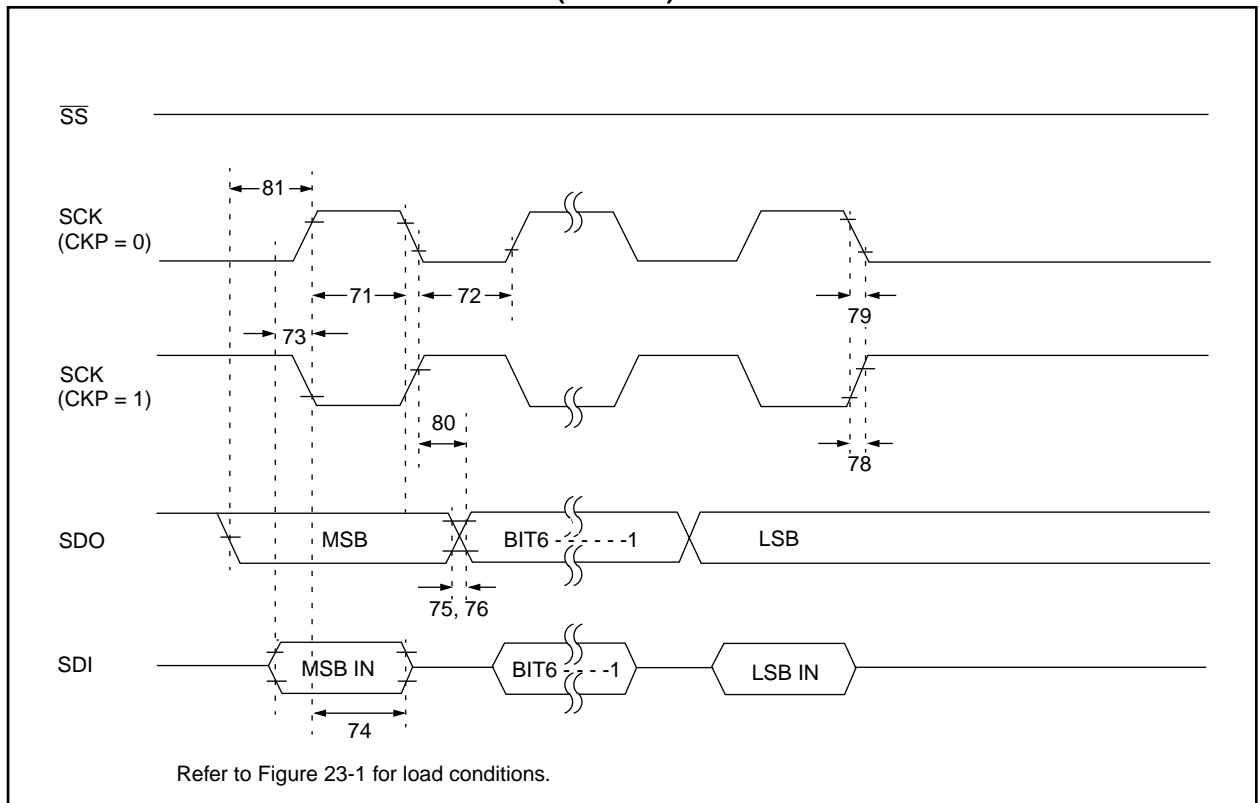 SS
81
SCK
(CKP = 0)
71
72
79
73
SCK
(CKP = 1)
80
78
SDO
MSB
BIT6 - - - - - -1
LSB
75, 76
SDI
MSB IN
BIT6 - - - -1
LSB IN
74
Refer to Figure 23-1 for load conditions.